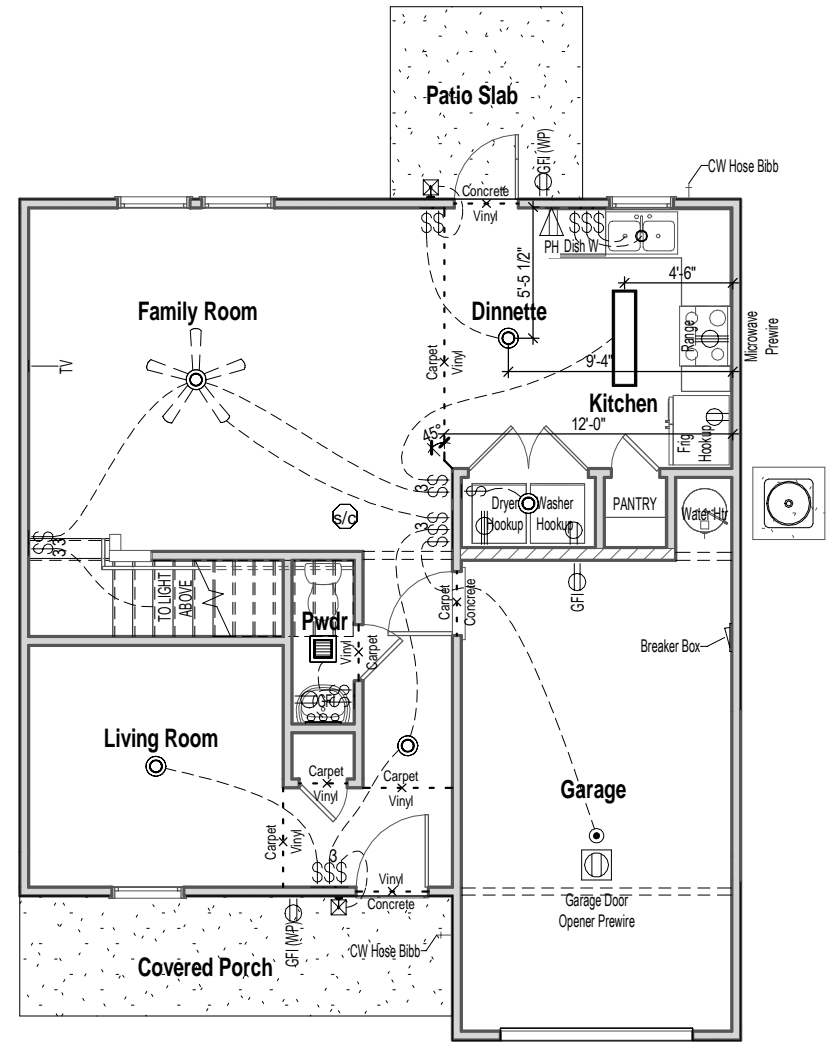 Patio Slab
GFI (WP)
CW Hose Bibb
Concrete
Vinyl
$$
$$$
PH
Dish W
5'-5 1/2"
4'-6"
Family Room
Dinnette
Range
Microwave
Prewire
TV
Carpet
Vinyl
9'-4"
Kitchen
12'-0"
45°
Frig
Hookup
3
$$
$
Dryer
Hookup
Washer
Hookup
PANTRY
Water Htr
s/c
$$
3
$$
3 3
TO LIGHT
ABOVE
Carpet
Concrete
GFI
Pwdr
Vinyl
Carpet
Breaker Box
$$
GFI
Living Room
Carpet
Vinyl
Carpet
Vinyl
Garage
Carpet
Vinyl
3
$$$
Vinyl
Concrete
Garage Door
Opener Prewire
GFI (WP)
CW Hose Bibb
Covered Porch